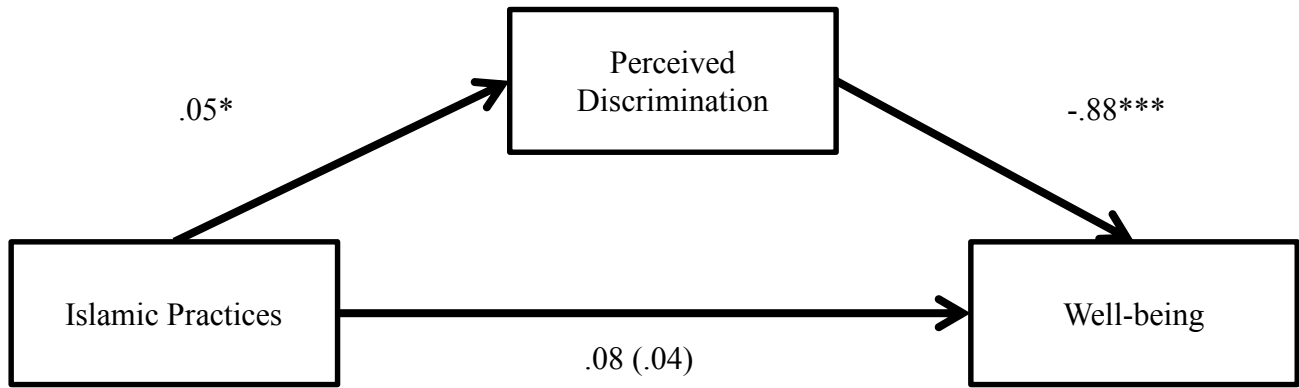 Perceived
Discrimination
.05*
-.88***
Islamic Practices
Well-being
.08 (.04)